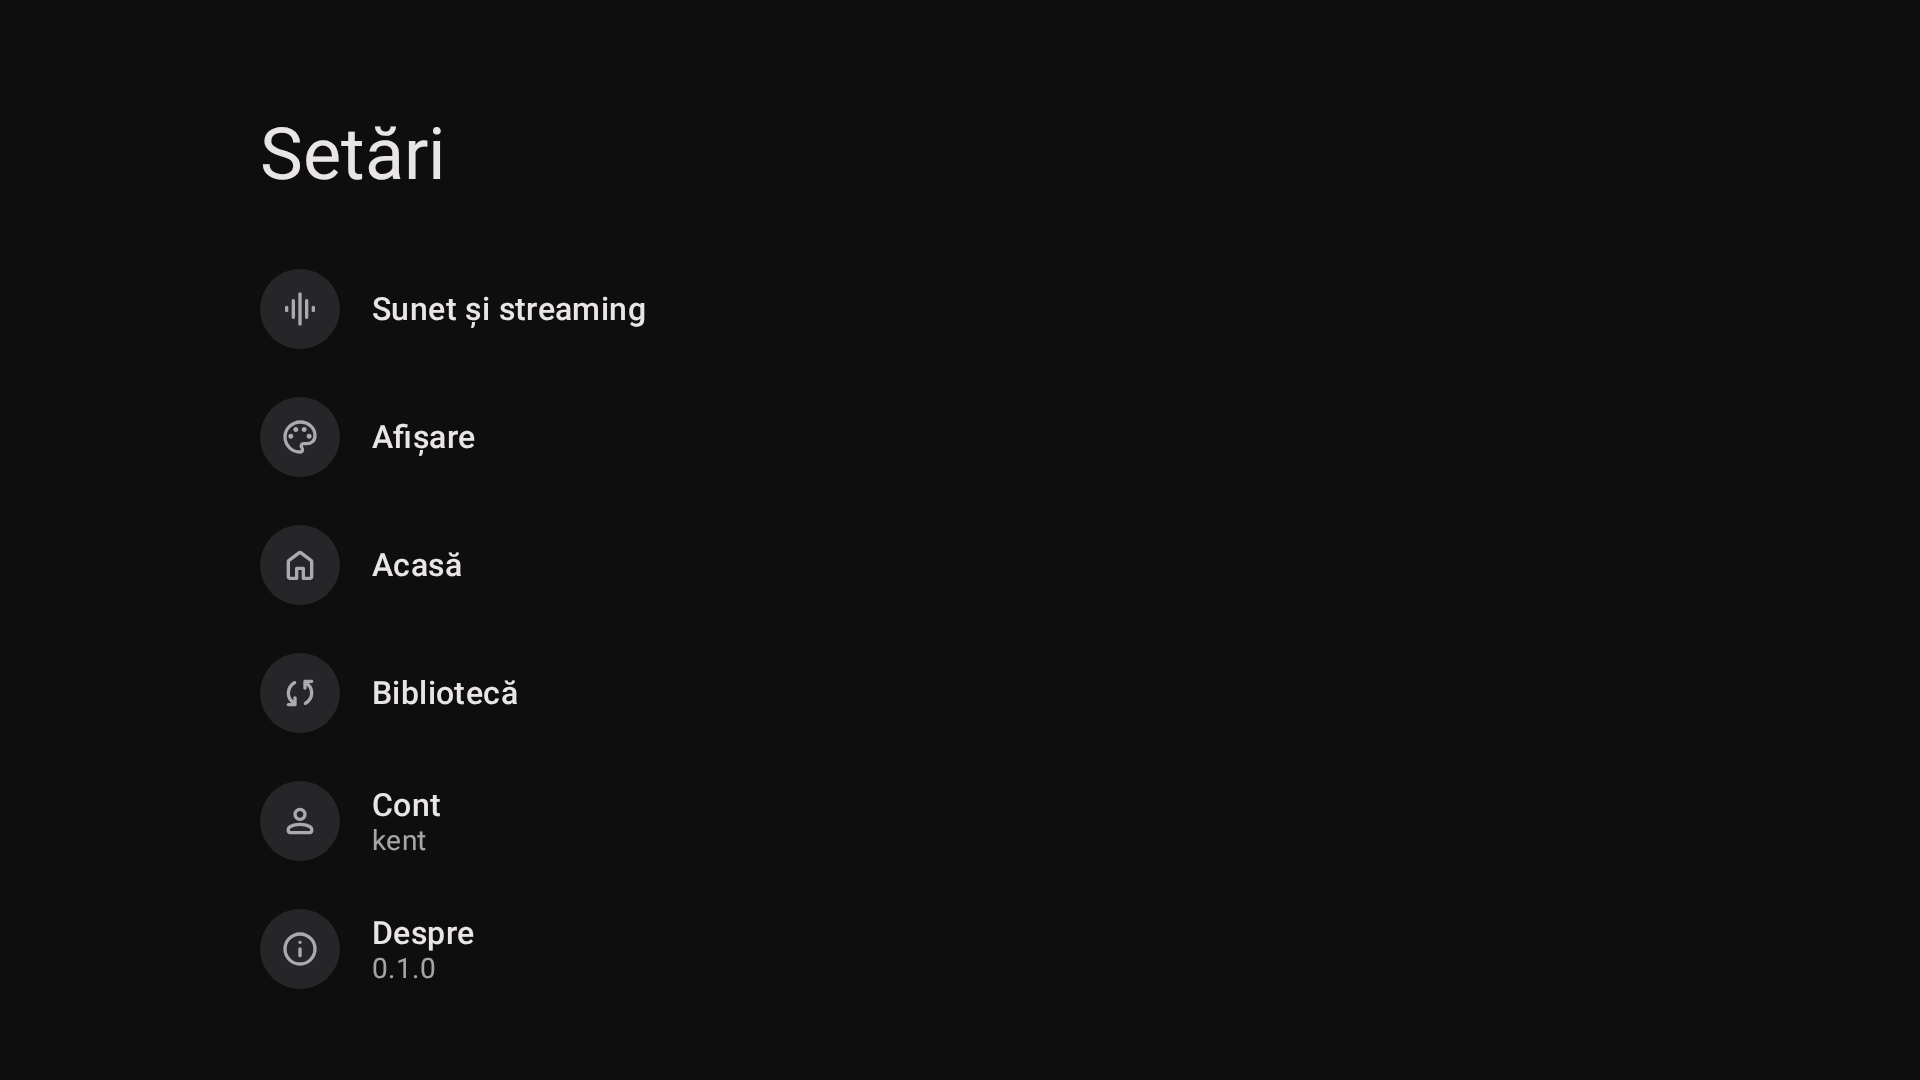 Setări
Sunet și streaming
Afișare
Acasă
Bibliotecă
Cont
kent
Despre
0.1.0